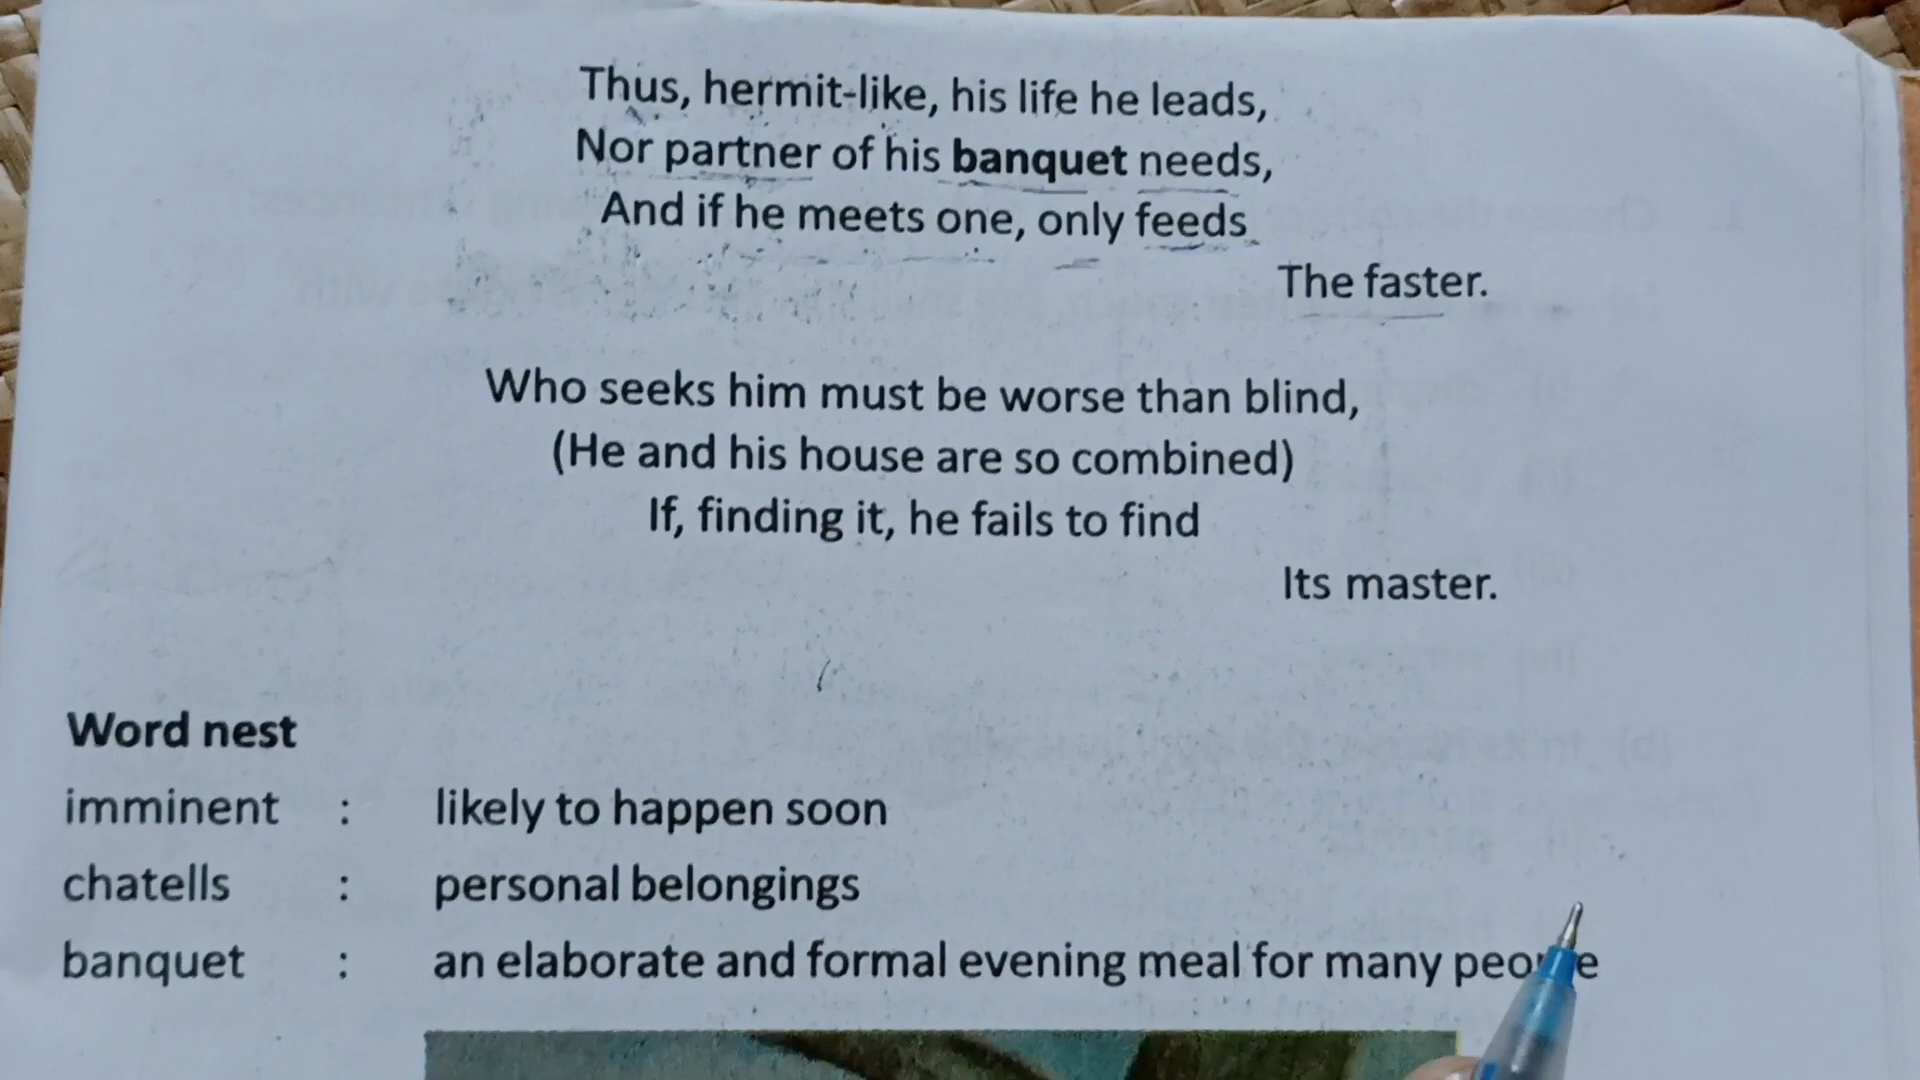 Thus, hermit-like, his life he leads,
Nor partner of his banquet needs,
And if he meets one, only feeds
The faster.
Who seeks him must be worse than blind,
(He and his house are so combined)
If, finding it, he fails to find
Its master.
Word nest
imminent : likely to happen soon
chatells : personal belongings
banquet : an elaborate and formal evening meal for many people